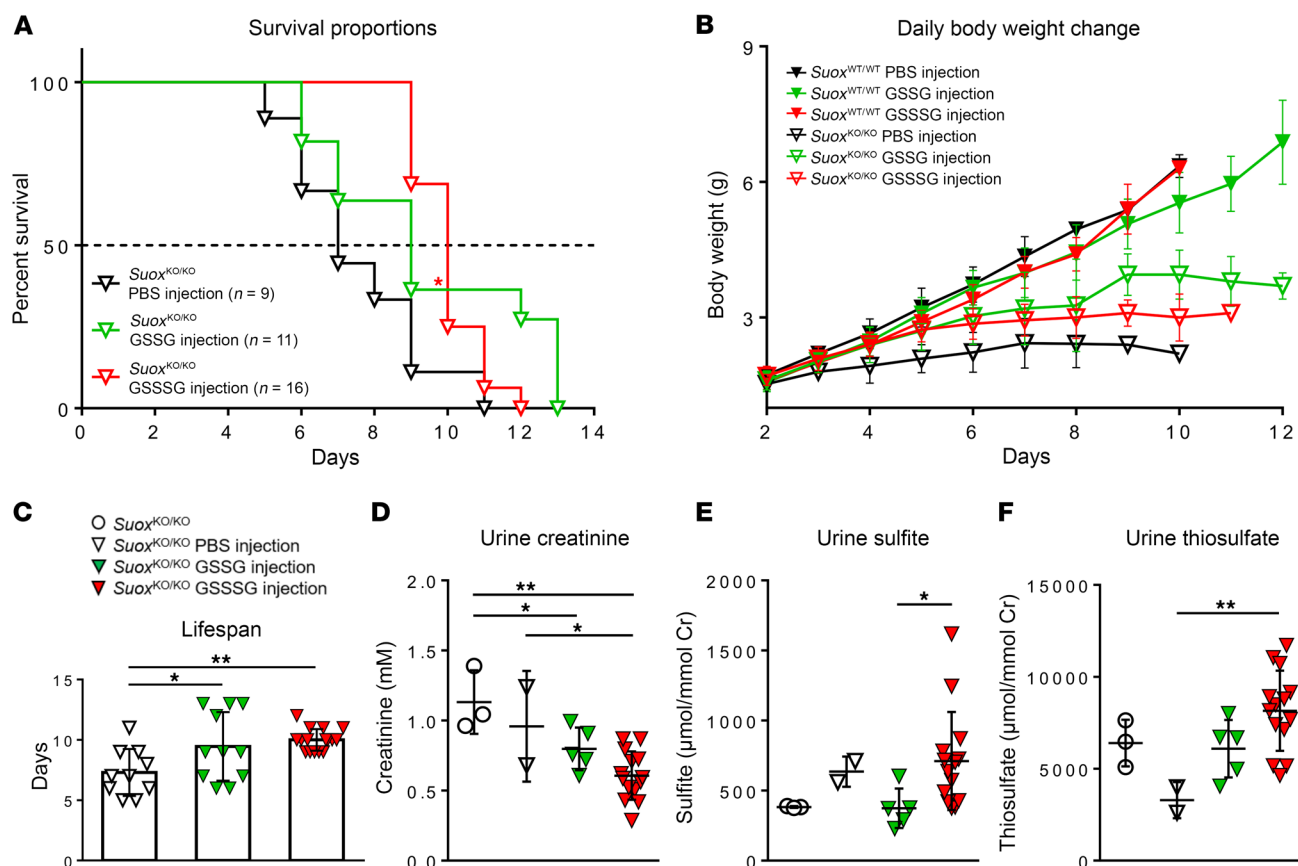 A
Survival proportions
Percent survival
100
50
0
Suox^KO/KO
PBS injection (n = 9)
Suox^KO/KO
GSSG injection (n = 11)
Suox^KO/KO
GSSSG injection (n = 16)
*
0 2 4 6 8 10 12 14
Days
B
Daily body weight change
Body weight (g)
9
6
3
Suox^WT/WT PBS injection
Suox^WT/WT GSSG injection
Suox^WT/WT GSSSG injection
Suox^KO/KO PBS injection
Suox^KO/KO GSSG injection
Suox^KO/KO GSSSG injection
2 4 6 8 10 12
Days
C
Suox^KO/KO
Suox^KO/KO PBS injection
Suox^KO/KO GSSG injection
Suox^KO/KO GSSSG injection
Lifespan
Days
15
10
5
0
**
*
D
Urine creatinine
Creatinine (mM)
2.0
1.5
1.0
0.5
0.0
**
*
*
E
Urine sulfite
Sulfite (μmol/mmol Cr)
2000
1500
1000
500
0
*
F
Urine thiosulfate
Thiosulfate (μmol/mmol Cr)
15000
10000
5000
0
**